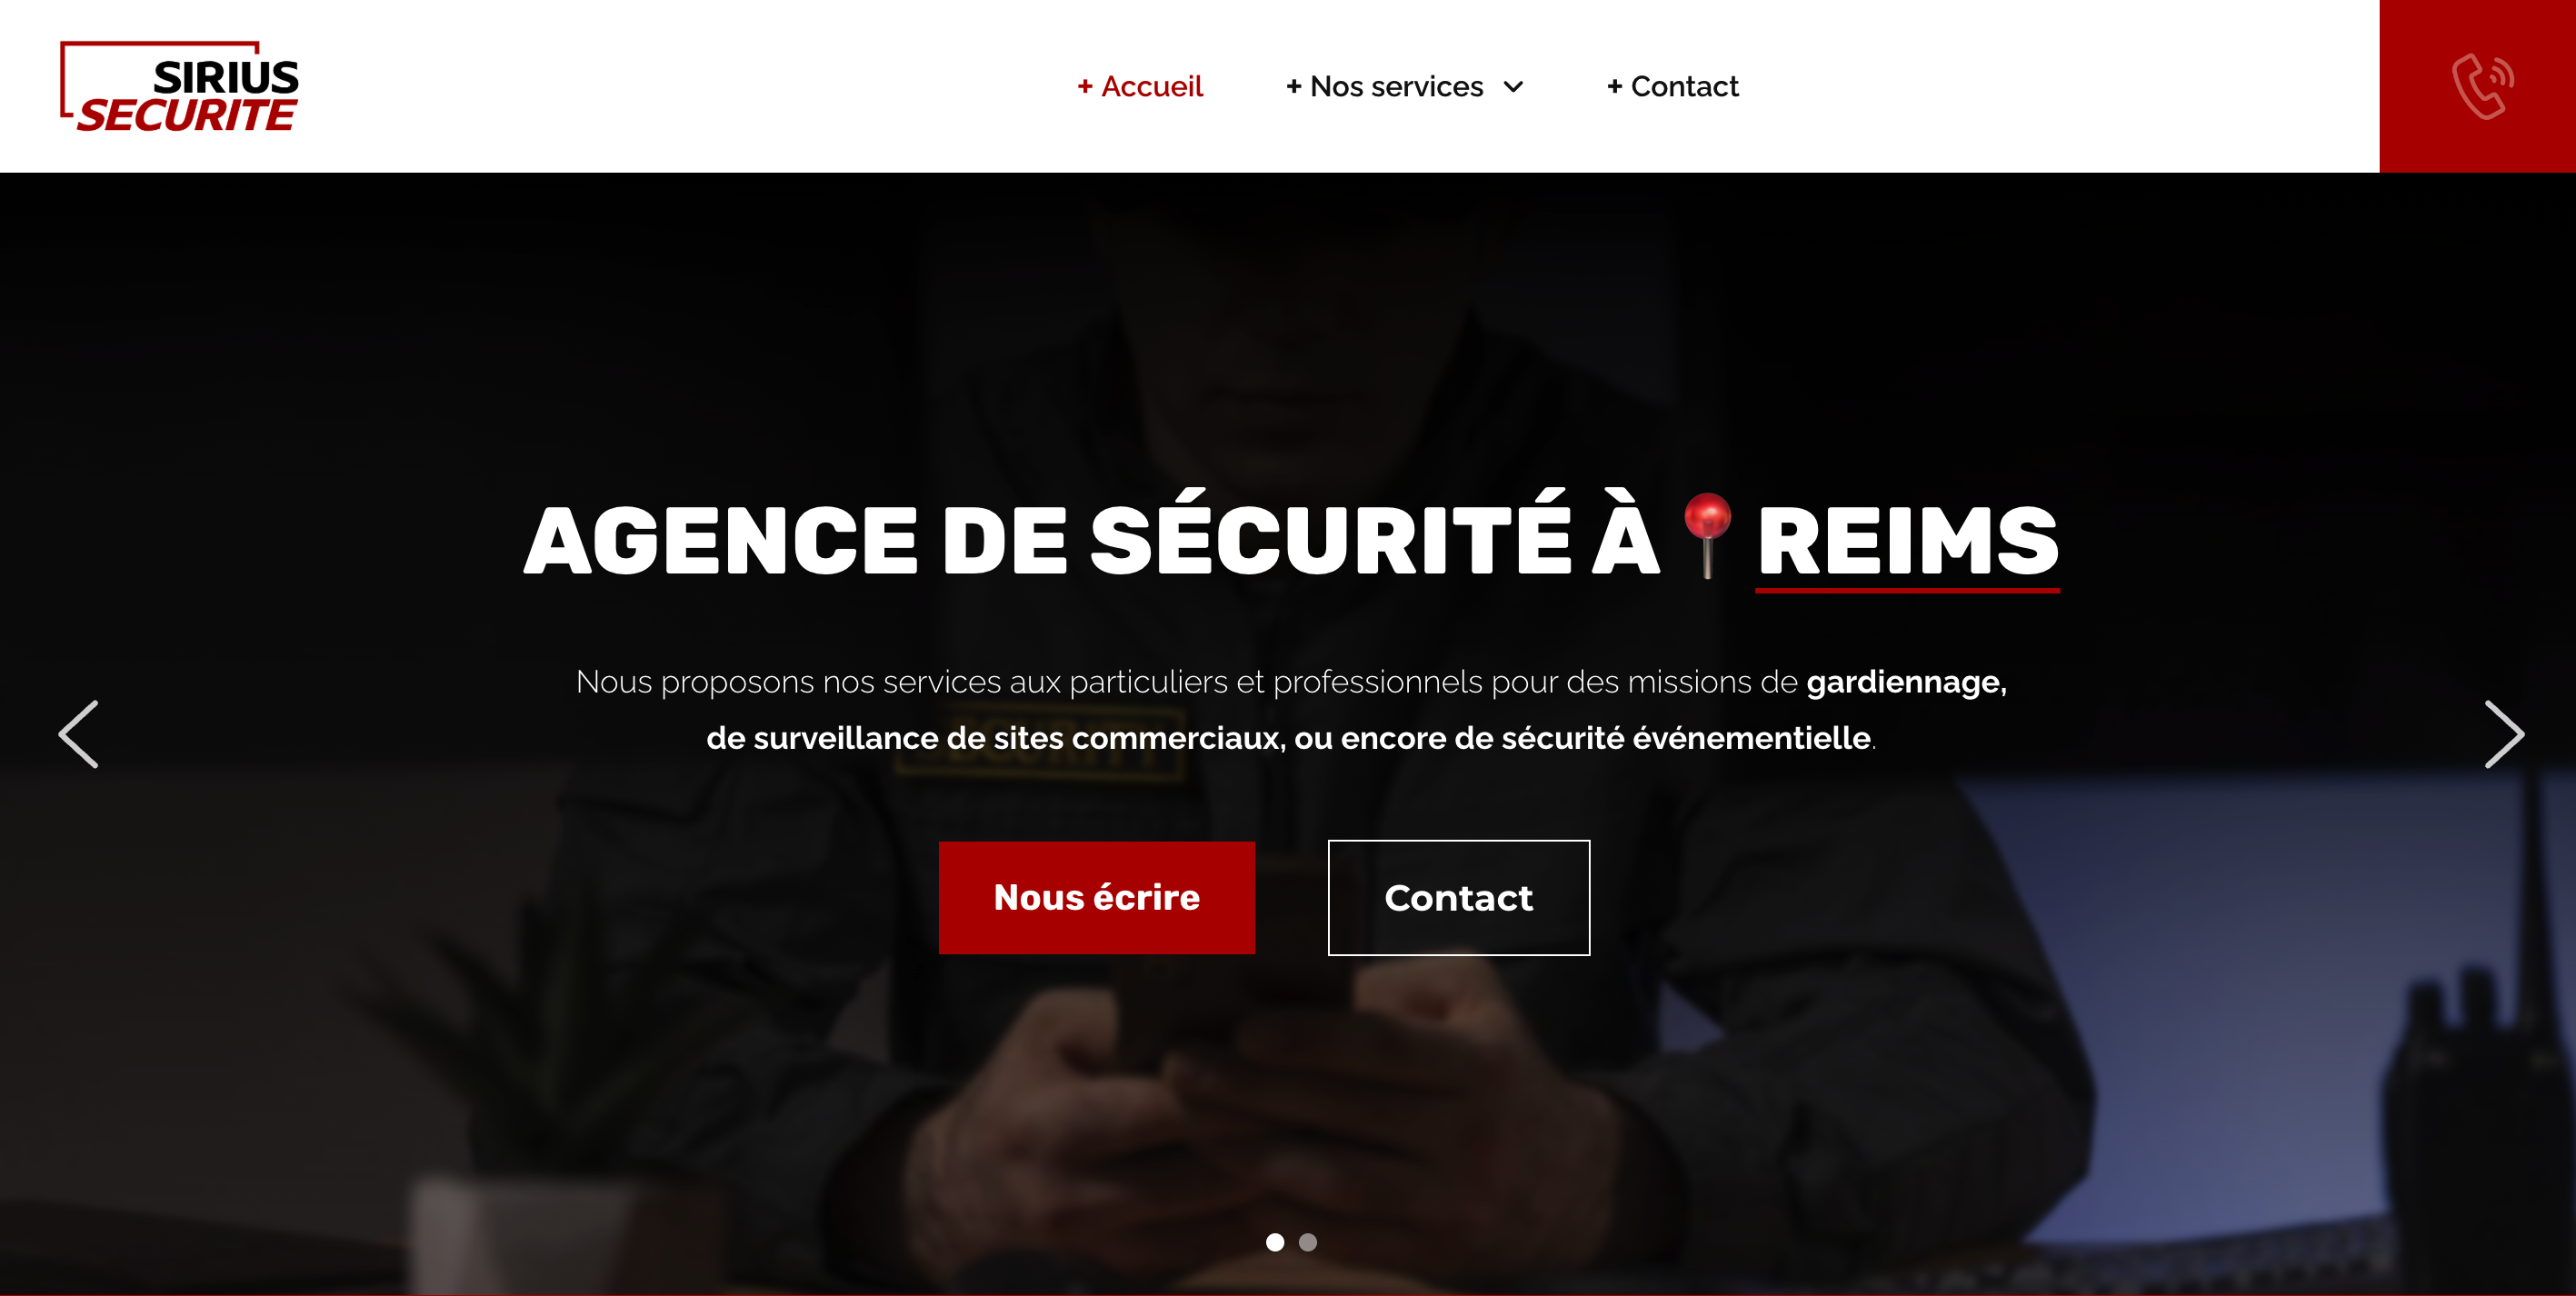 SIRIUS
SECURITE
+ Accueil
+ Nos services
+ Contact
AGENCE DE SÉCURITÉ À📍 REIMS
Nous proposons nos services aux particuliers et professionnels pour des missions de gardiennage,
de surveillance de sites commerciaux, ou encore de sécurité événementielle.
SECURITY
Nous écrire
Contact